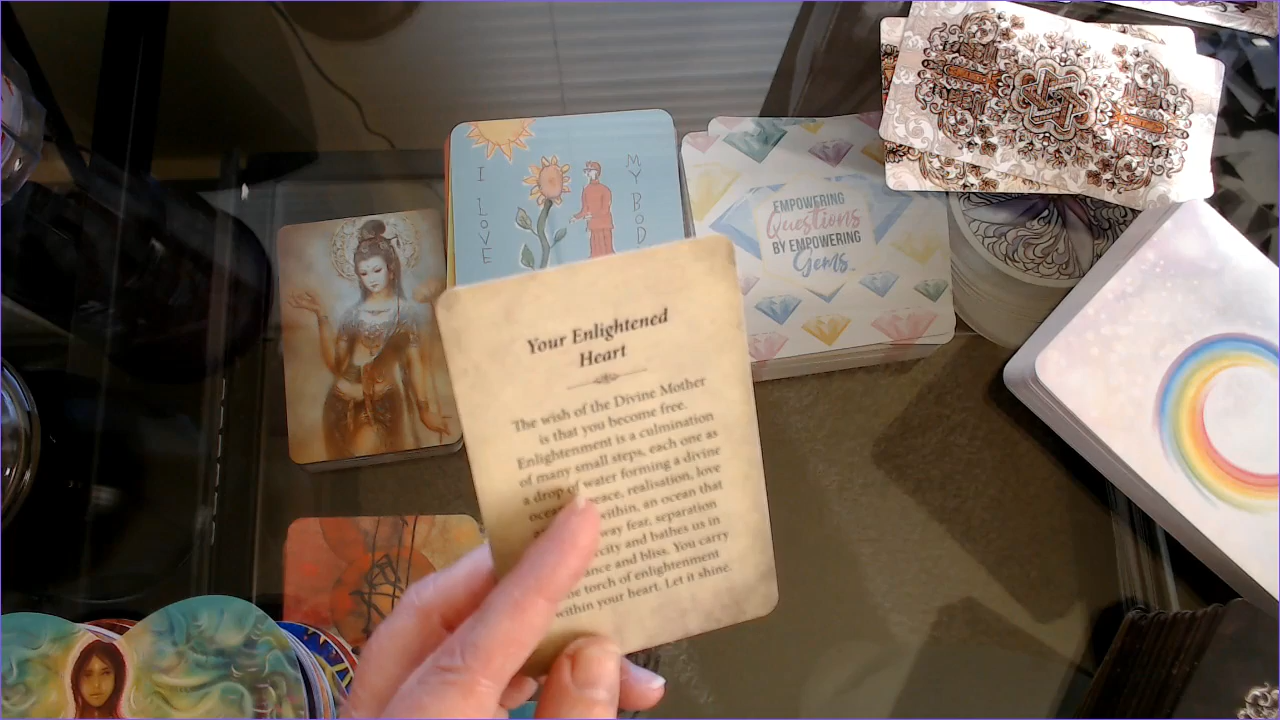 I
LOVE
MY
BOD
EMPOWERING
Questions
BY EMPOWERING
Gems
Your Enlightened
Heart
The wish of the Divine Mother
is that you become free.
Enlightenment is a culmination
of many small steps, each one as
a drop of water forming a divine
peace, realisation, love
within, an ocean that
fear, separation
and bathes us in
and bliss. You carry
torch of enlightenment
within your heart. Let it shine.